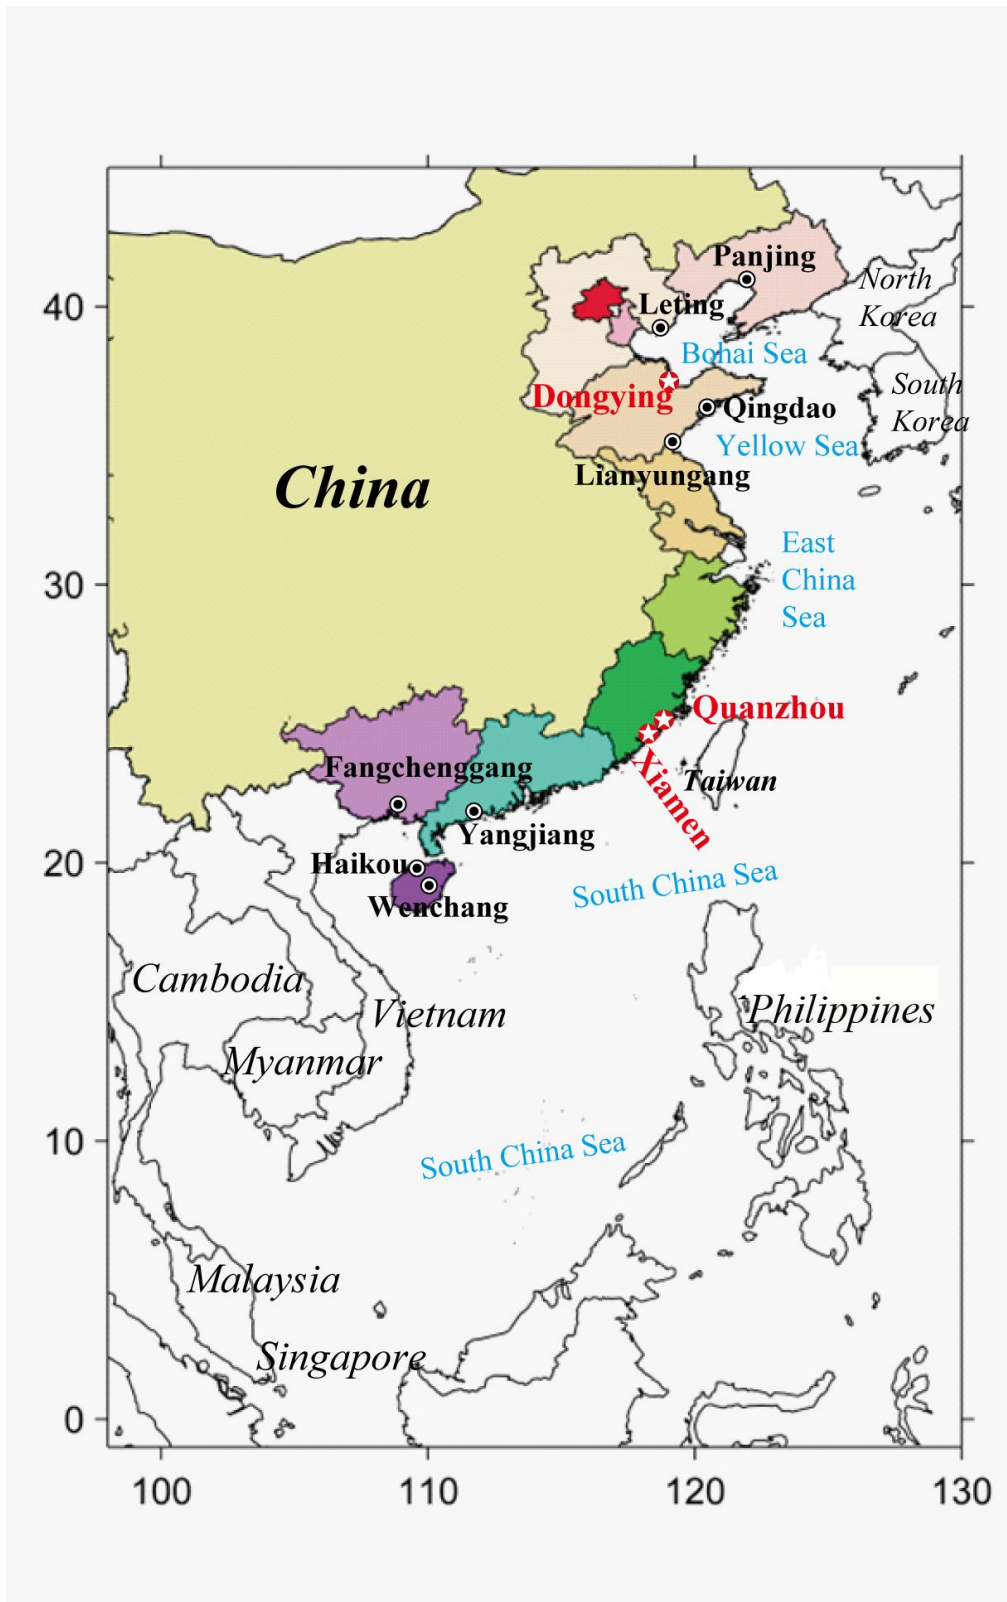 Panjing
North
Korea
40
Leting
Bohai Sea
South
Korea
Dongying
Qingdao
Yellow Sea
Lianyungang
China
East
China
Sea
30
Quanzhou
Fangchenggang
Xiamen
Taiwan
Yangjiang
20
Haikou
South China Sea
Wenchang
Cambodia
Vietnam
Philippines
Myanmar
10
South China Sea
Malaysia
Singapore
0
100
110
120
130